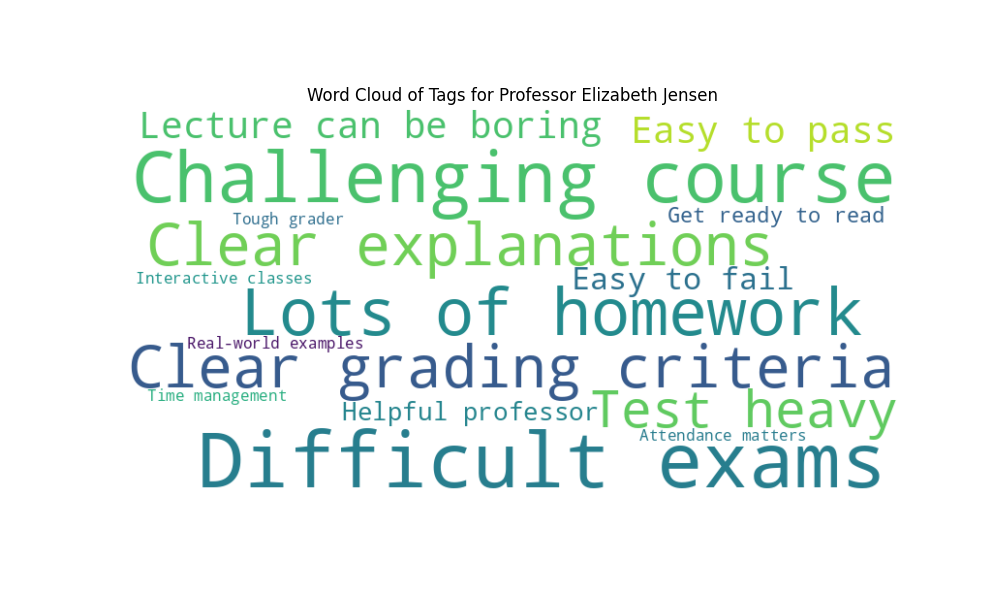 Word Cloud of Tags for Professor Elizabeth Jensen
Lecture can be boring
Easy to pass
Challenging course
Tough grader
Get ready to read
Clear explanations
Interactive classes
Easy to fail
Lots of homework
Real-world examples
Clear grading criteria
Time management
Helpful professor
Test heavy
Attendance matters
Difficult exams